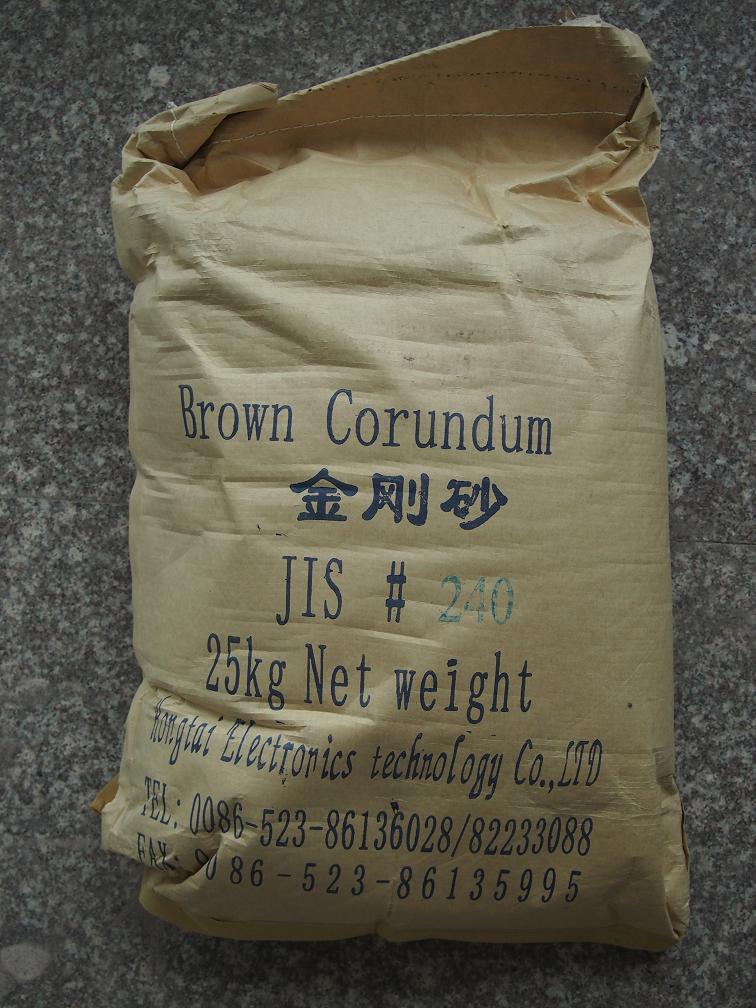 Brown Corundum
金刚砂
JIS # 240
25kg Net weight
Rongtai Electronics technology Co.,LTD
TEL: 0086-523-86136028/82233088
FAX: 0086-523-86135995